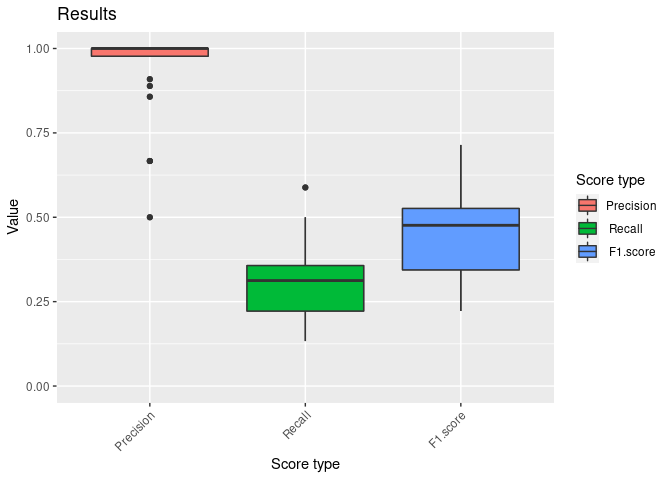 Results
1.00
0.75
0.50
0.25
0.00
Value
Precision
Recall
F1.score
Score type
Score type
Precision
Recall
F1.score